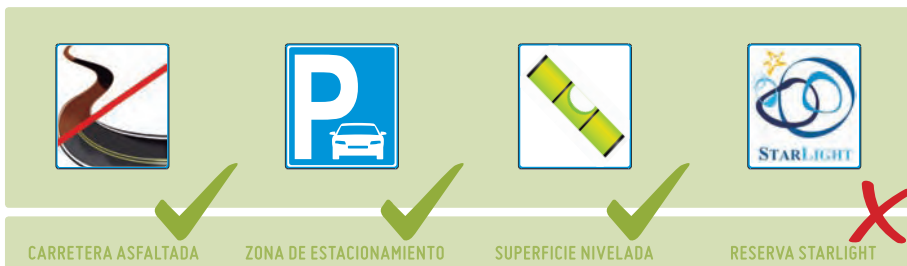 P
STARLIGHT
CARRETERA ASFALTADA
ZONA DE ESTACIONAMIENTO
SUPERFICIE NIVELADA
RESERVA STARLIGHT